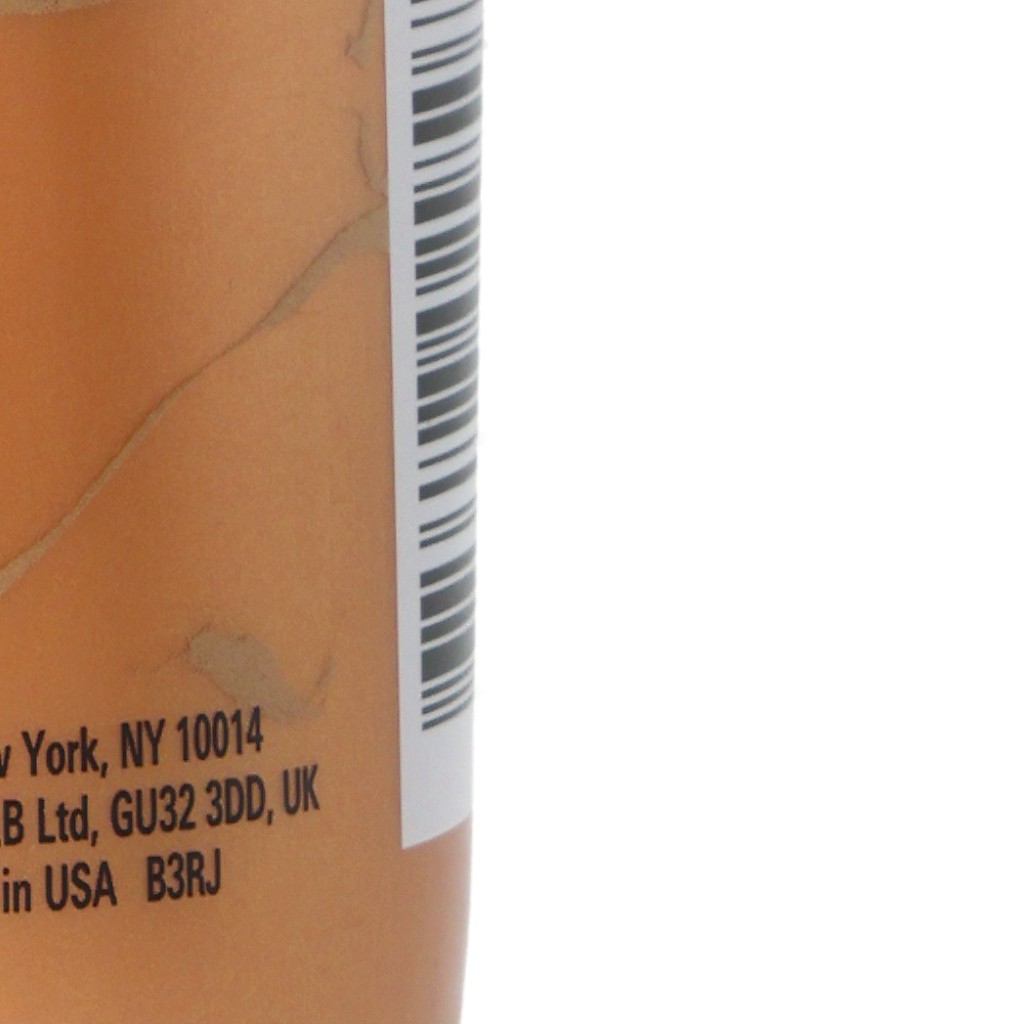 York, NY 10014
B Ltd, GU32 3DD, UK
in USA B3RJ